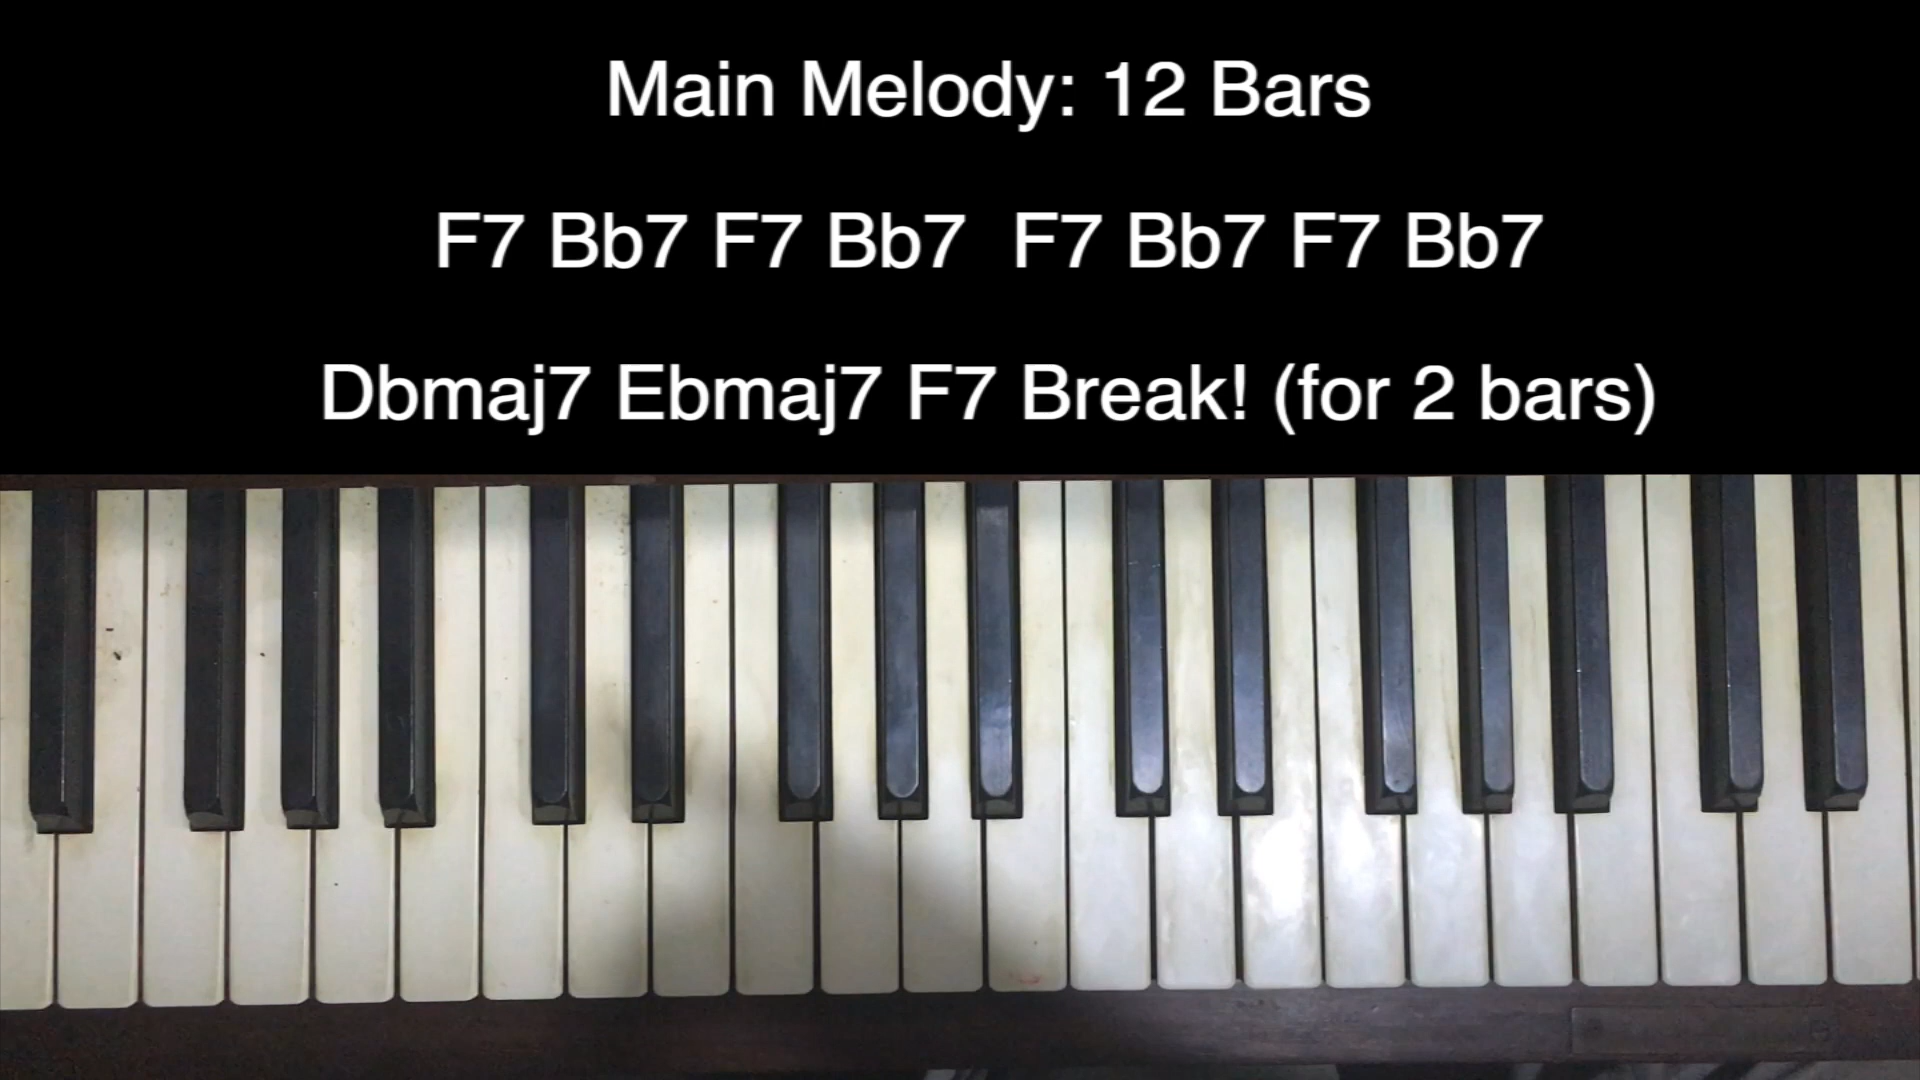 Main Melody: 12 Bars
F7 Bb7 F7 Bb7 F7 Bb7 F7 Bb7
Dbmaj7 Ebmaj7 F7 Break! (for 2 bars)